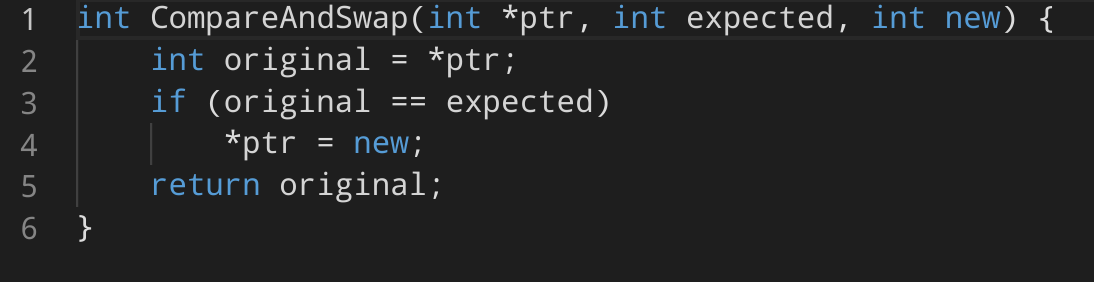 1 int CompareAndSwap(int *ptr, int expected, int new) {
2     int original = *ptr;
3     if (original == expected)
4         *ptr = new;
5     return original;
6 }